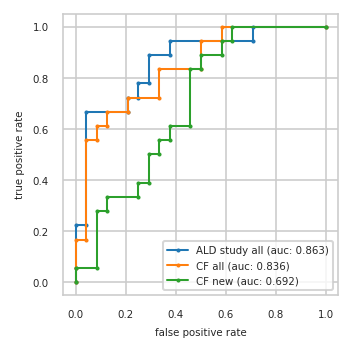 1.0
0.8
0.6
0.4
0.2
0.0
true positive rate
ALD study all (auc: 0.863)
CF all (auc: 0.836)
CF new (auc: 0.692)
0.0 0.2 0.4 0.6 0.8 1.0
false positive rate